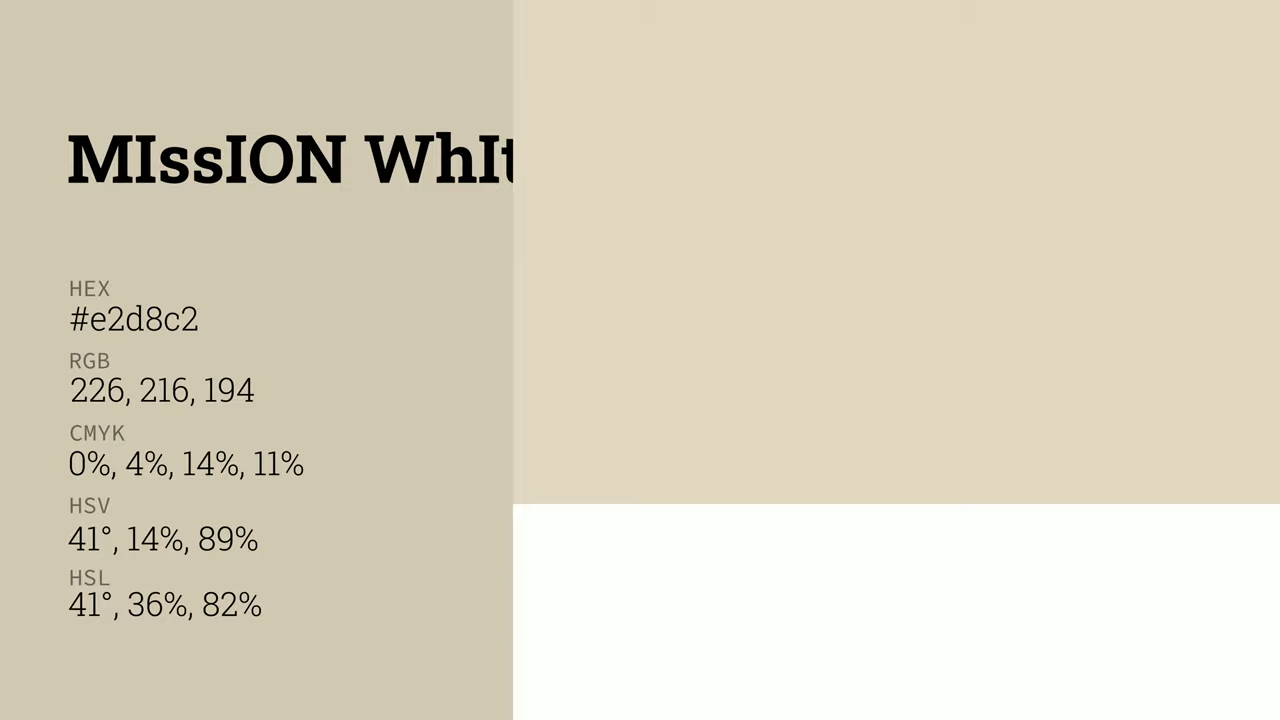 MIssION WhIt
HEX
#e2d8c2
RGB
226, 216, 194
CMYK
0%, 4%, 14%, 11%
HSV
41°, 14%, 89%
HSL
41°, 36%, 82%